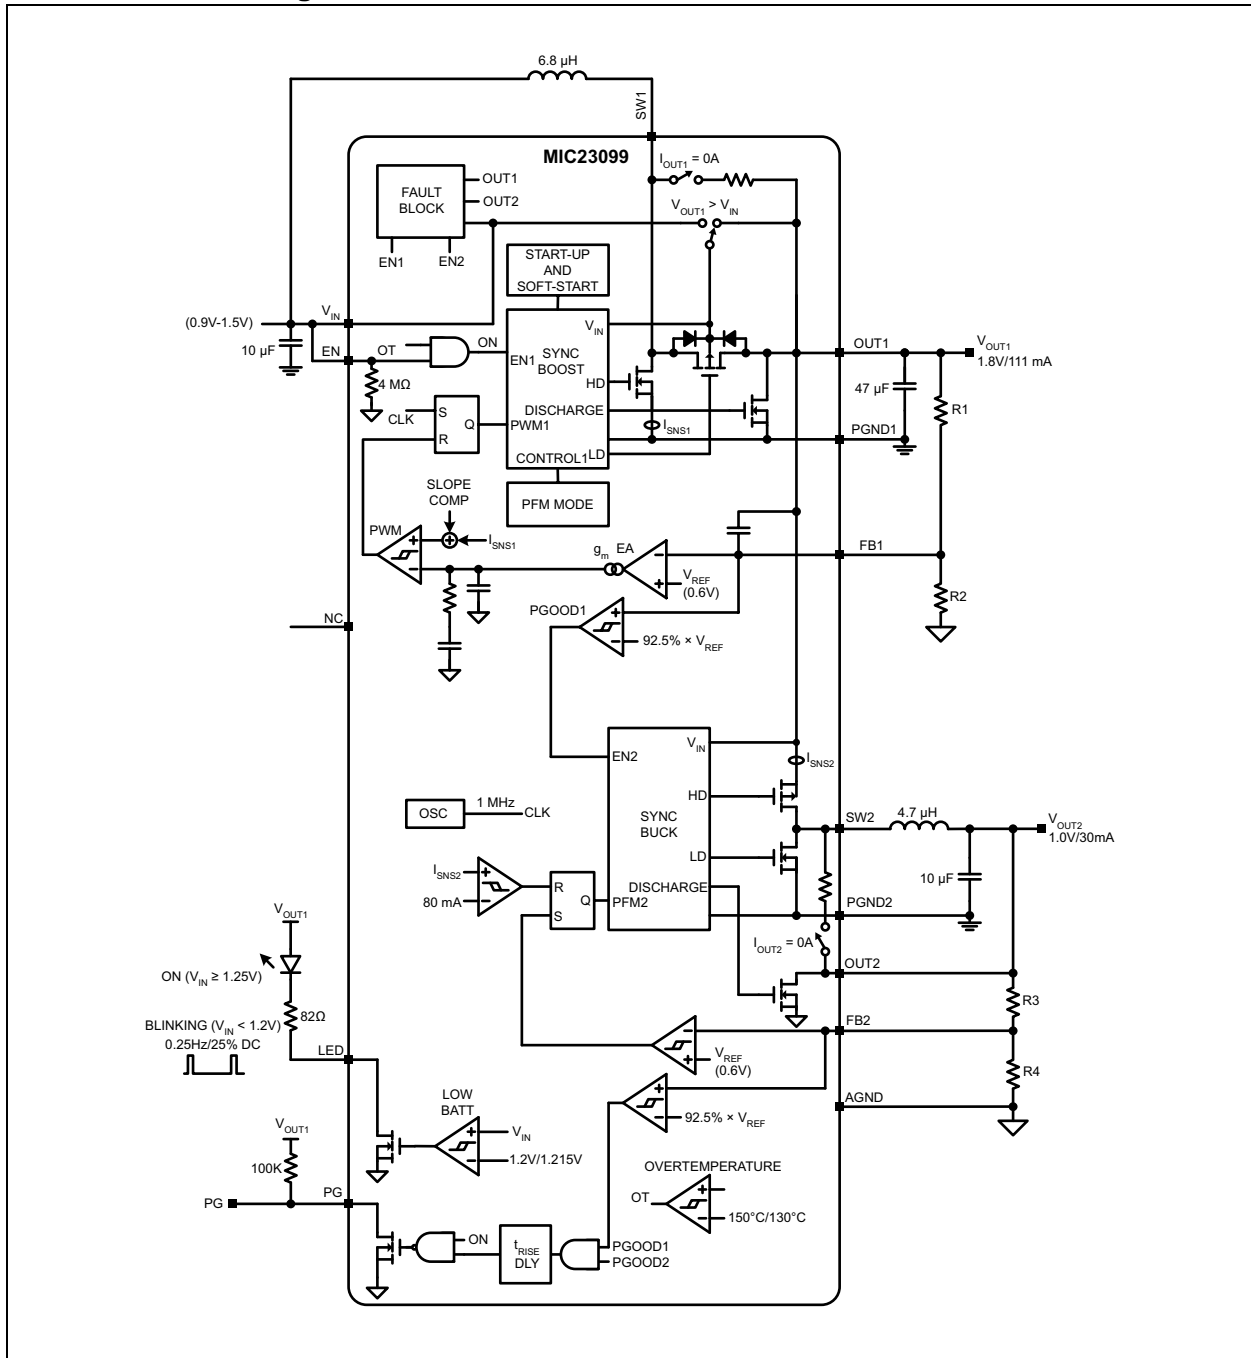 6.8 µH
SW1
MIC23099
I_OUT1 = 0A
FAULT
BLOCK
OUT1
OUT2
EN1
EN2
V_OUT1 > V_IN
START-UP
AND
SOFT-START
(0.9V-1.5V)
V_IN
10 µF
EN
OT
ON
4 MΩ
V_IN
EN1
SYNC
BOOST
HD
DISCHARGE
PWM1
CONTROL1
LD
I_SNS1
CLK
S
R
Q
OUT1
V_OUT1
1.8V/111 mA
47 µF
R1
PGND1
PFM MODE
SLOPE
COMP
PWM
+
−
+
I_SNS1
g_m EA
−
+
V_REF
(0.6V)
FB1
R2
NC
PGOOD1
+
−
92.5% × V_REF
V_IN
EN2
I_SNS2
HD
SYNC
BUCK
LD
DISCHARGE
PFM2
OSC
1 MHz
CLK
SW2
4.7 µH
V_OUT2
1.0V/30mA
10 µF
I_SNS2
+
80 mA
−
R
S
Q
PGND2
I_OUT2 = 0A
OUT2
R3
V_OUT1
ON (V_IN ≥ 1.25V)
82Ω
BLINKING (V_IN < 1.2V)
0.25Hz/25% DC
LED
FB2
−
+
V_REF
(0.6V)
R4
AGND
+
−
92.5% × V_REF
LOW
BATT
+
−
V_IN
1.2V/1.215V
V_OUT1
100K
PG
PG
OVERTEMPERATURE
OT
+
−
150°C/130°C
ON
t_RISE
DLY
PGOOD1
PGOOD2